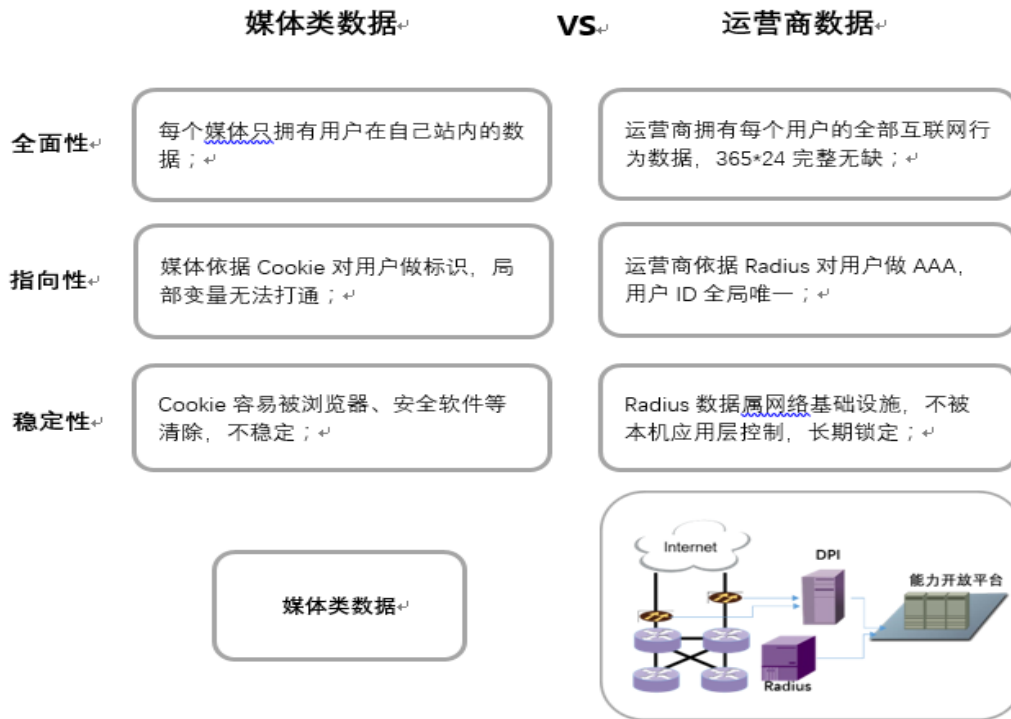 媒体类数据 VS 运营商数据
全面性
每个媒体只拥有用户在自己站内的数
据；
运营商拥有每个用户的全部互联网行
为数据，365*24 完整无缺；
指向性
媒体依据 Cookie 对用户做标识，局
部变量无法打通；
运营商依据 Radius 对用户做 AAA，
用户 ID 全局唯一；
稳定性
Cookie 容易被浏览器、安全软件等
清除，不稳定；
Radius 数据属网络基础设施，不被
本机应用层控制，长期锁定；
媒体类数据
Internet
DPI
能力开放平台
Radius